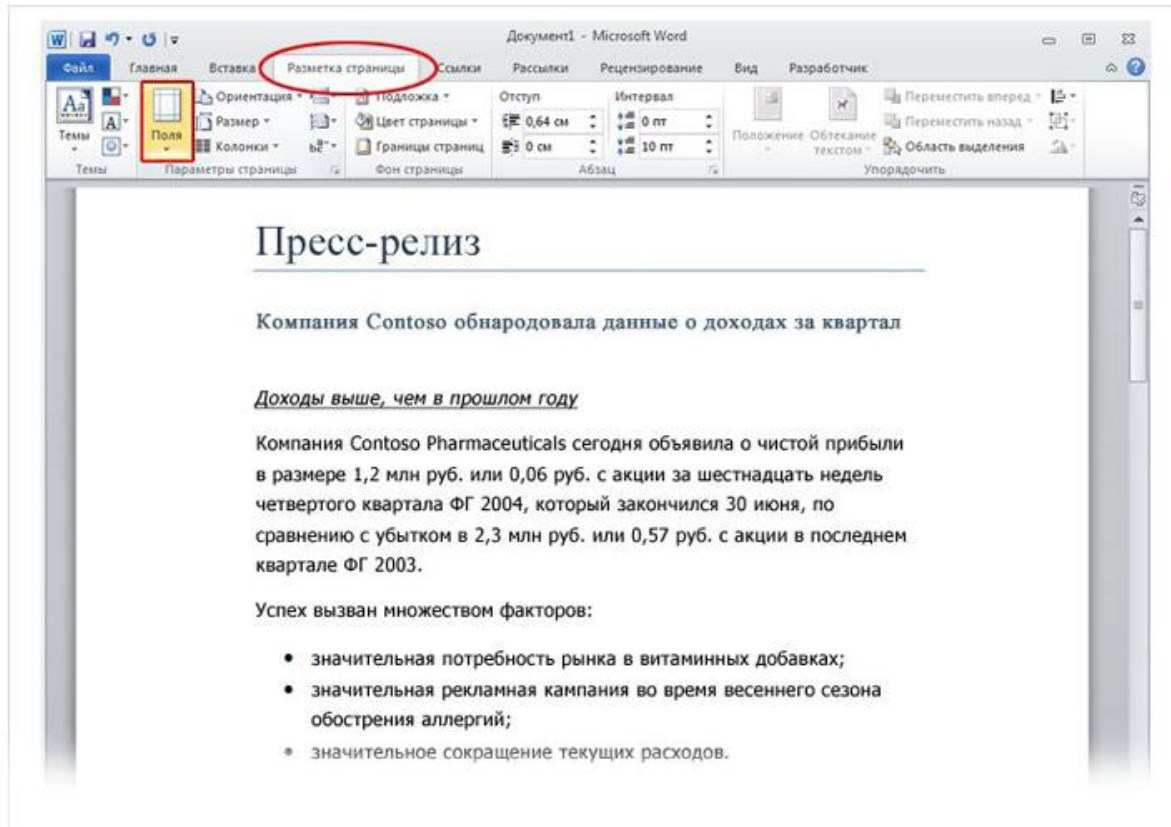 Документ1 - Microsoft Word
Файл Главная Вставка Разметка страницы Ссылки Рассылки Рецензирование Вид Разработчик
Ориентация Подложка Отступ Интервал Переместить вперед
Темы Поля Размер Цвет страницы 0,64 см 0 пт Положение Обтекание текстом Переместить назад
Колонки Границы страниц 0 см 10 пт Область выделения
Темы Параметры страницы Фон страницы Абзац Упорядочить
Пресс-релиз
Компания Contoso обнародовала данные о доходах за квартал
Доходы выше, чем в прошлом году
Компания Contoso Pharmaceuticals сегодня объявила о чистой прибыли
в размере 1,2 млн руб. или 0,06 руб. с акции за шестнадцать недель
четвертого квартала ФГ 2004, который закончился 30 июня, по
сравнению с убытком в 2,3 млн руб. или 0,57 руб. с акции в последнем
квартале ФГ 2003.
Успех вызван множеством факторов:
• значительная потребность рынка в витаминных добавках;
• значительная рекламная кампания во время весеннего сезона
обострения аллергий;
• значительное сокращение текущих расходов.